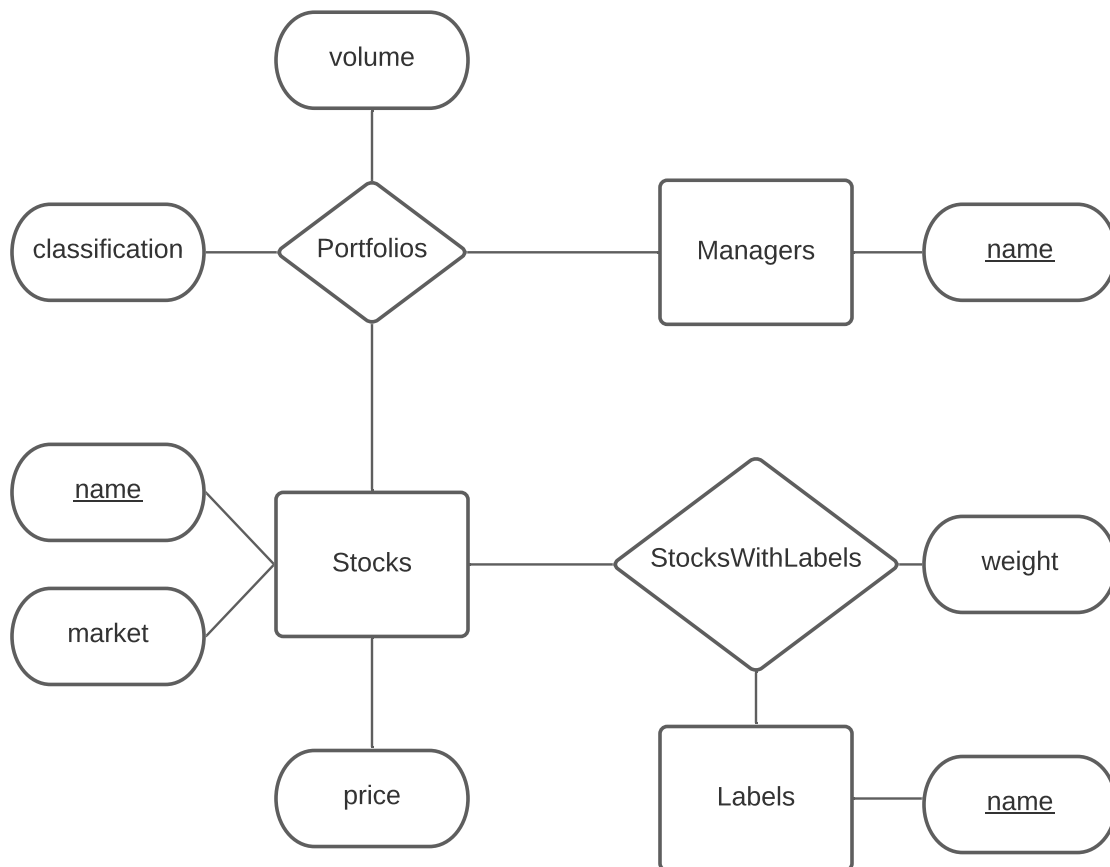 volume
classification
Portfolios
Managers
name
name
Stocks
StocksWithLabels
weight
market
price
Labels
name